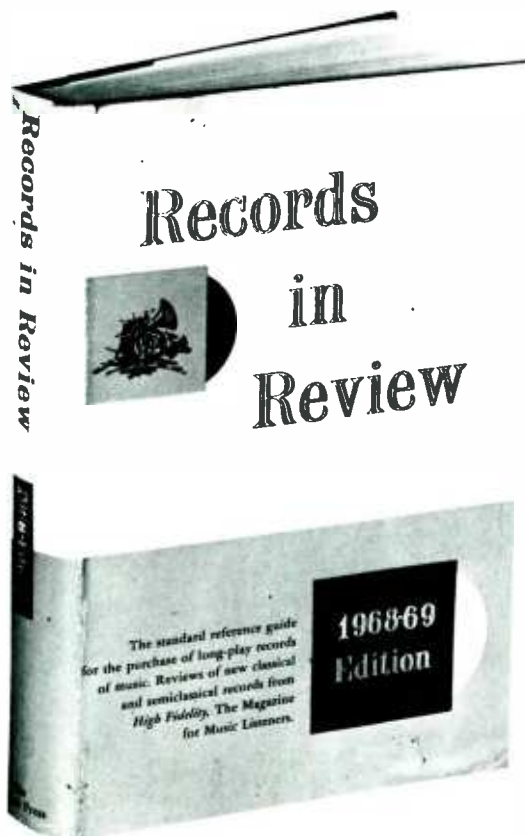 Records in Review
Records
in
Review
The standard reference guide
for the purchase of long-play records
of music. Reviews of new classical
and semiclassical records from
High Fidelity, The Magazine
for Music Listeners.
1968-69
Edition